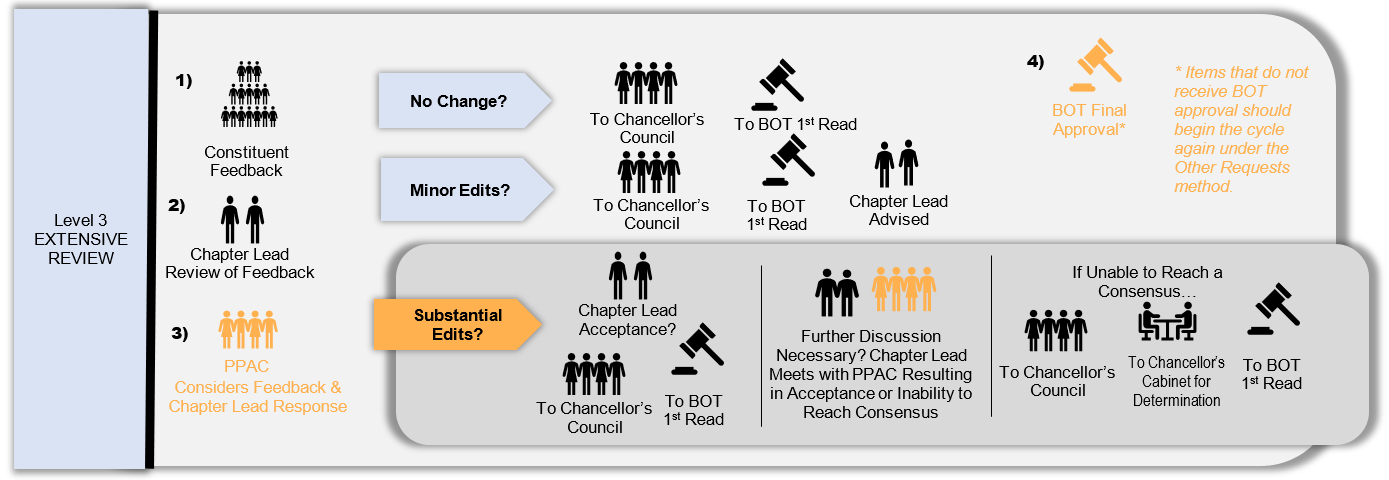 Level 3
EXTENSIVE
REVIEW
1)
Constituent
Feedback
2)
Chapter Lead
Review of Feedback
3)
PPAC
Considers Feedback &
Chapter Lead Response
No Change?
To Chancellor's
Council
To BOT 1st Read
Minor Edits?
To Chancellor's
Council
To BOT
1st Read
Chapter Lead
Advised
4)
BOT Final
Approval*
* Items that do not
receive BOT
approval should
begin the cycle
again under the
Other Requests
method.
Substantial
Edits?
Chapter Lead
Acceptance?
To Chancellor's
Council
To BOT
1st Read
Further Discussion
Necessary? Chapter Lead
Meets with PPAC Resulting
in Acceptance or Inability to
Reach Consensus
If Unable to Reach a
Consensus…
To Chancellor's
Council
To Chancellor's
Cabinet for
Determination
To BOT
1st Read